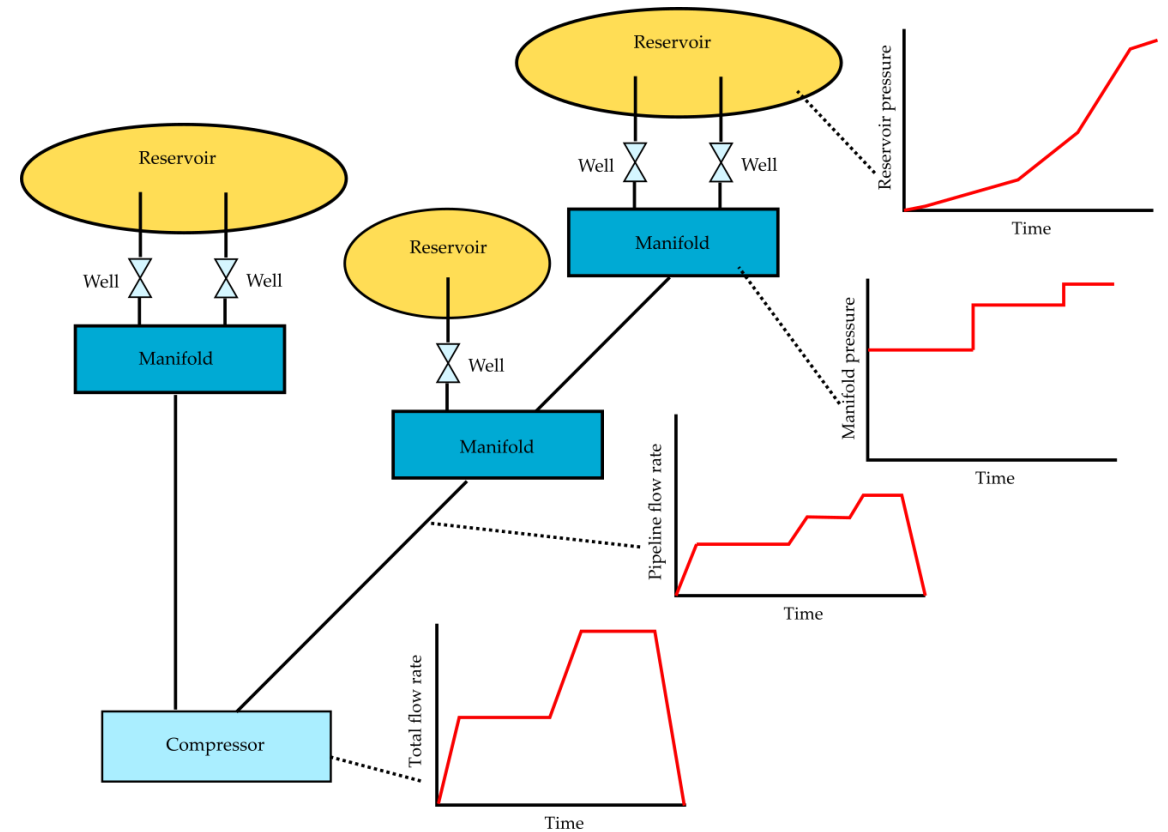 Reservoir
Well
Well
Manifold
Reservoir
Well
Manifold
Reservoir
Well
Well
Manifold
Compressor
Reservoir pressure
Time
Manifold pressure
Time
Pipeline flow rate
Time
Total flow rate
Time